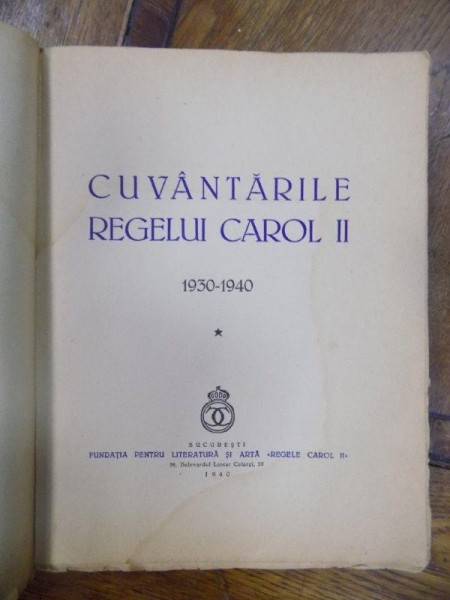 CUVÂNTĂRILE
REGELUI CAROL II
1930-1940
★
BUCUREȘTI
FUNDAȚIA PENTRU LITERATURĂ ȘI ARTĂ «REGELE CAROL II»
39, Bulevardul Lascar Catargi, 39
1940